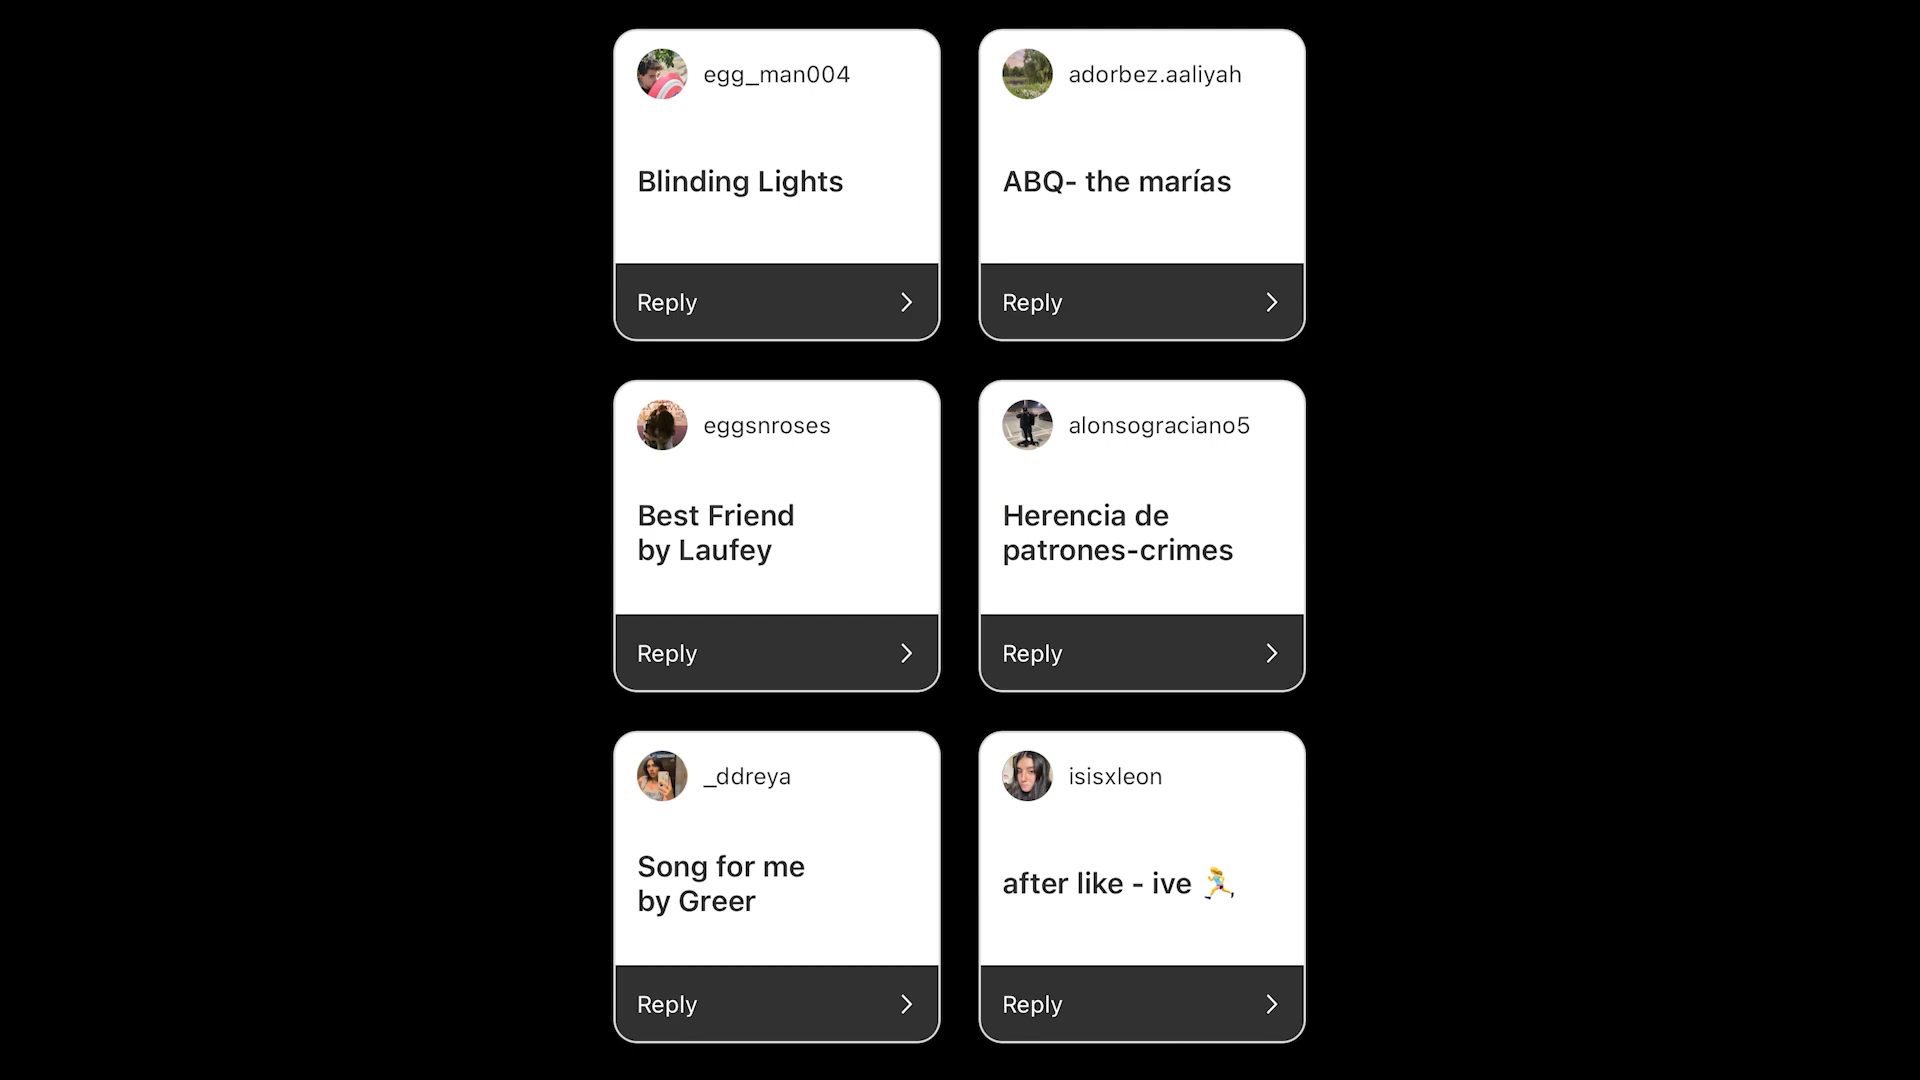 egg_man004
Blinding Lights
Reply
adorbez.aaliyah
ABQ- the marías
Reply
eggsnroses
Best Friend
by Laufey
Reply
alonsograciano5
Herencia de
patrones-crimes
Reply
_ddreya
Song for me
by Greer
Reply
isisxleon
after like - ive 🏃
Reply